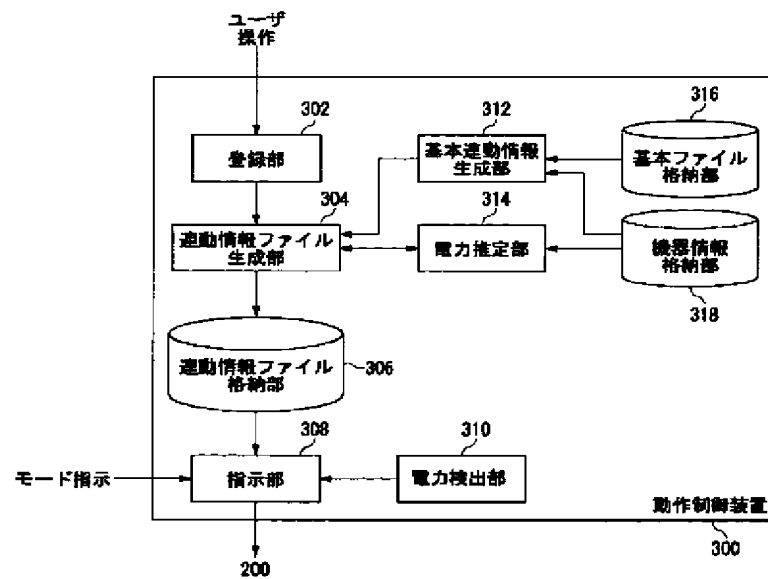 ユーザ
操作
302
登録部
312
基本連動情報
生成部
316
基本ファイル
格納部
304
連動情報ファイル
生成部
314
電力推定部
機器情報
格納部
318
連動情報ファイル
格納部
306
308
310
モード指示
指示部
電力検出部
動作制御装置
300
200